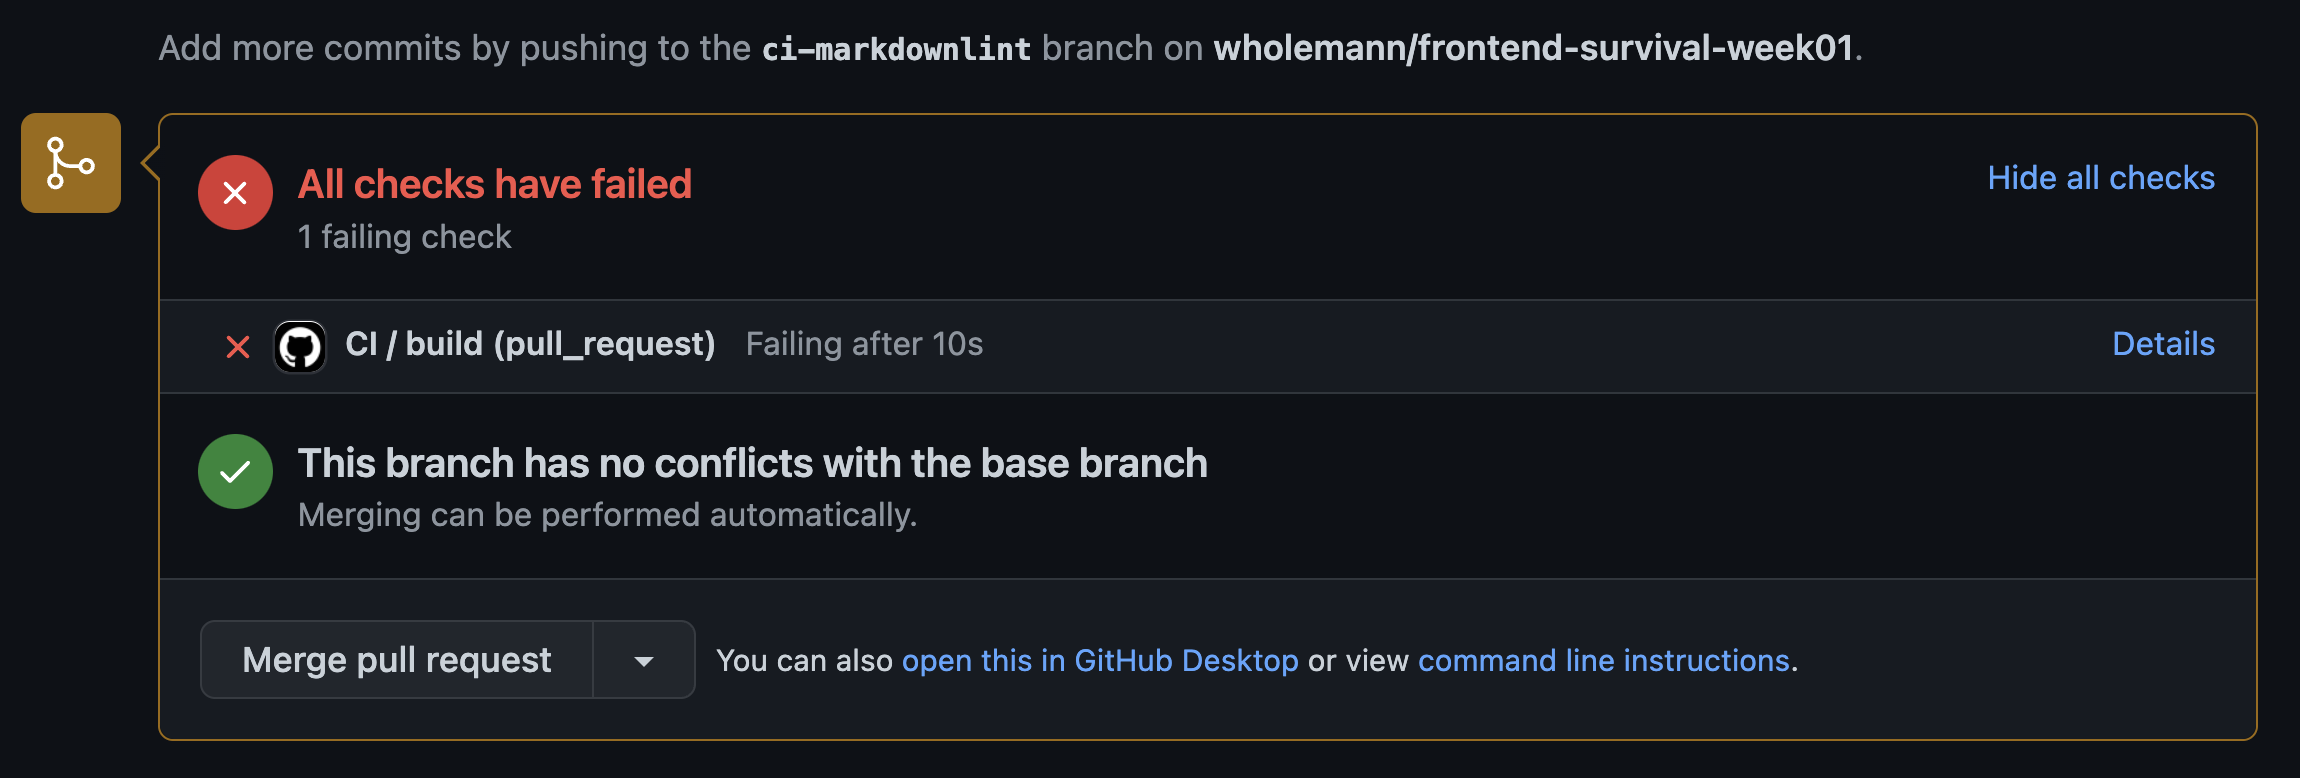 Add more commits by pushing to the ci-markdownlint branch on wholemann/frontend-survival-week01.
All checks have failed
Hide all checks
1 failing check
CI / build (pull_request) Failing after 10s
Details
This branch has no conflicts with the base branch
Merging can be performed automatically.
Merge pull request
You can also open this in GitHub Desktop or view command line instructions.